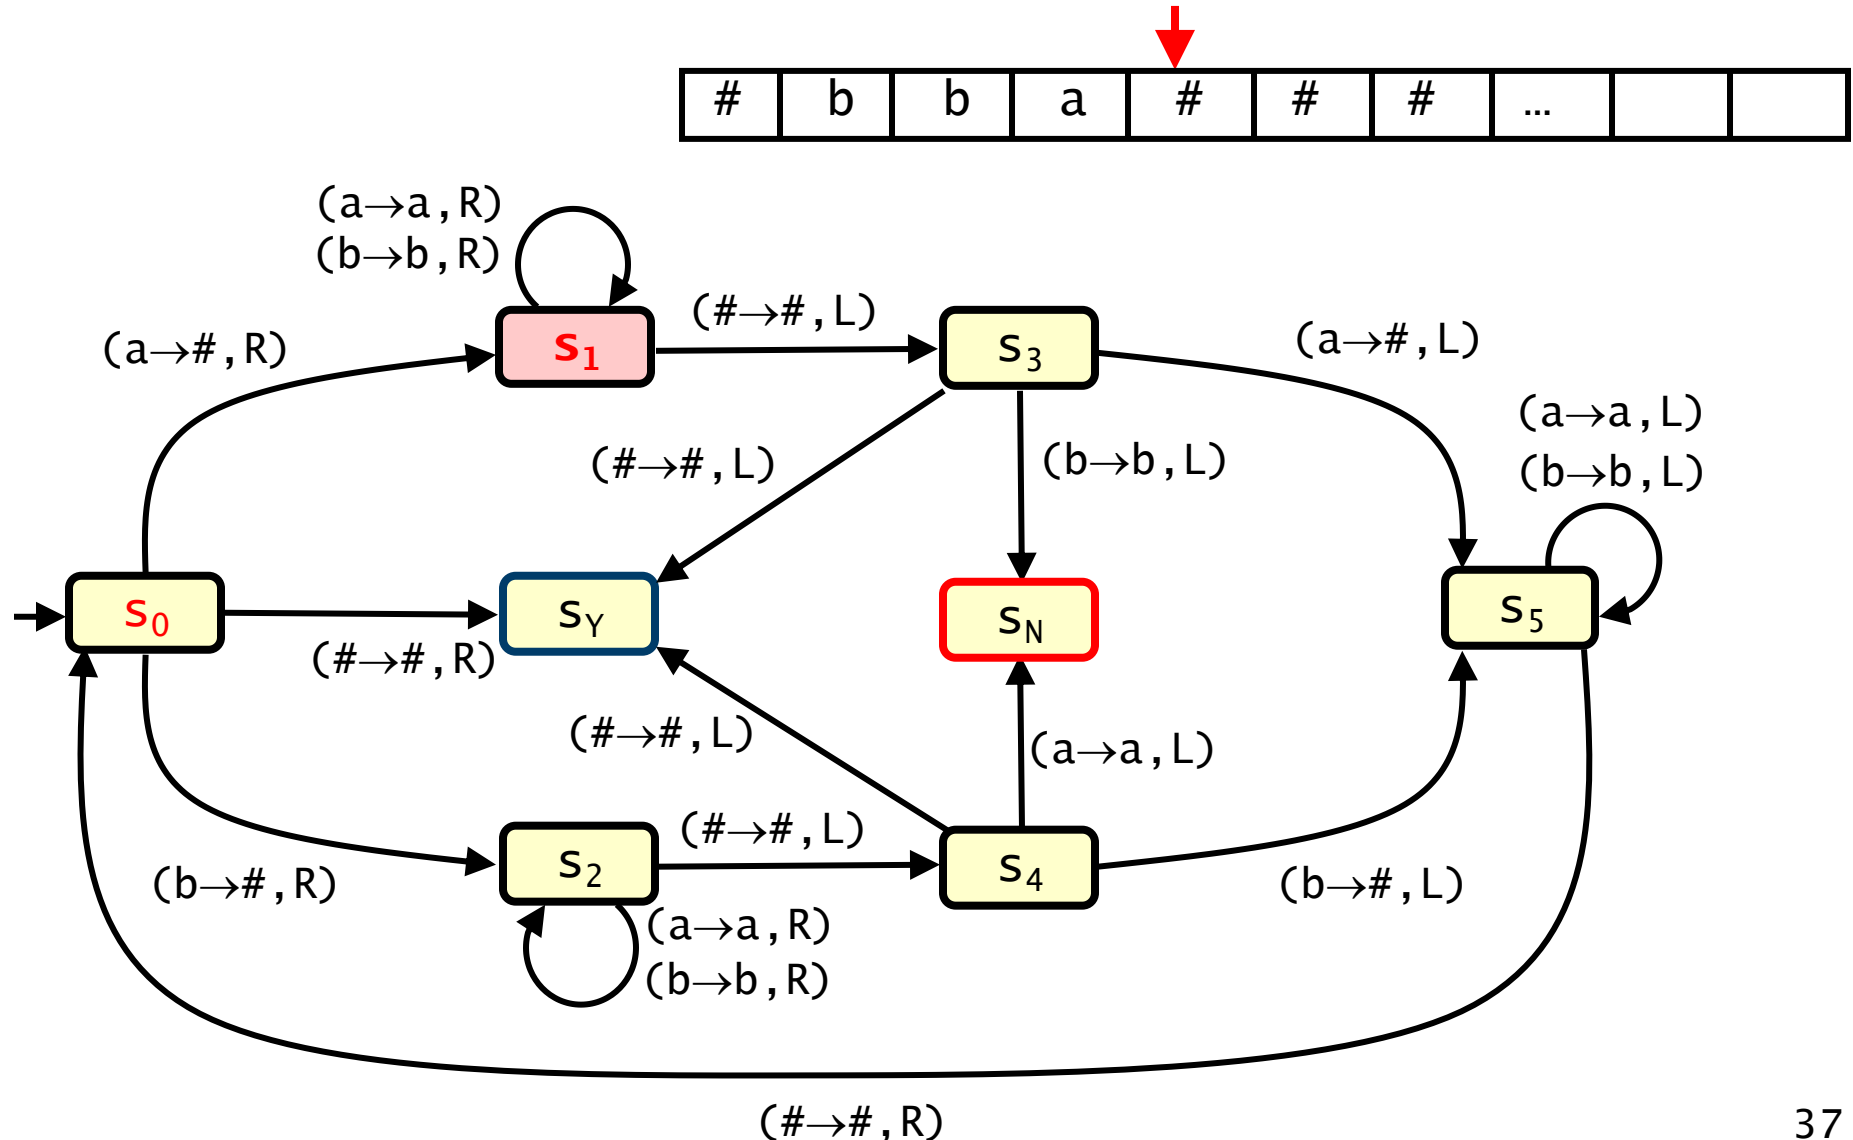 # b b a # # # ...
(a→a,R)
(b→b,R)
(#→#,L)
(a→#,R)
s1
s3
(a→#,L)
(a→a,L)
(b→b,L)
(#→#,L)
(b→b,L)
s0
sY
sN
s5
(#→#,R)
(#→#,L)
(a→a,L)
(#→#,L)
s2
s4
(b→#,R)
(b→#,L)
(a→a,R)
(b→b,R)
(#→#,R)
37